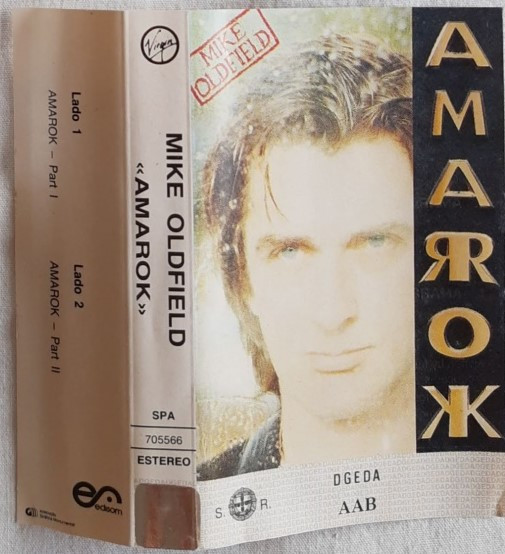 Lado 1
AMAROK – Part I
Lado 2
AMAROK – Part II
edisom
Virgin
MIKE OLDFIELD
«AMAROK»
SPA
705566
ESTEREO
MIKE
OLDFIELD
AMAROK
DGEDA
S. R.
AAB